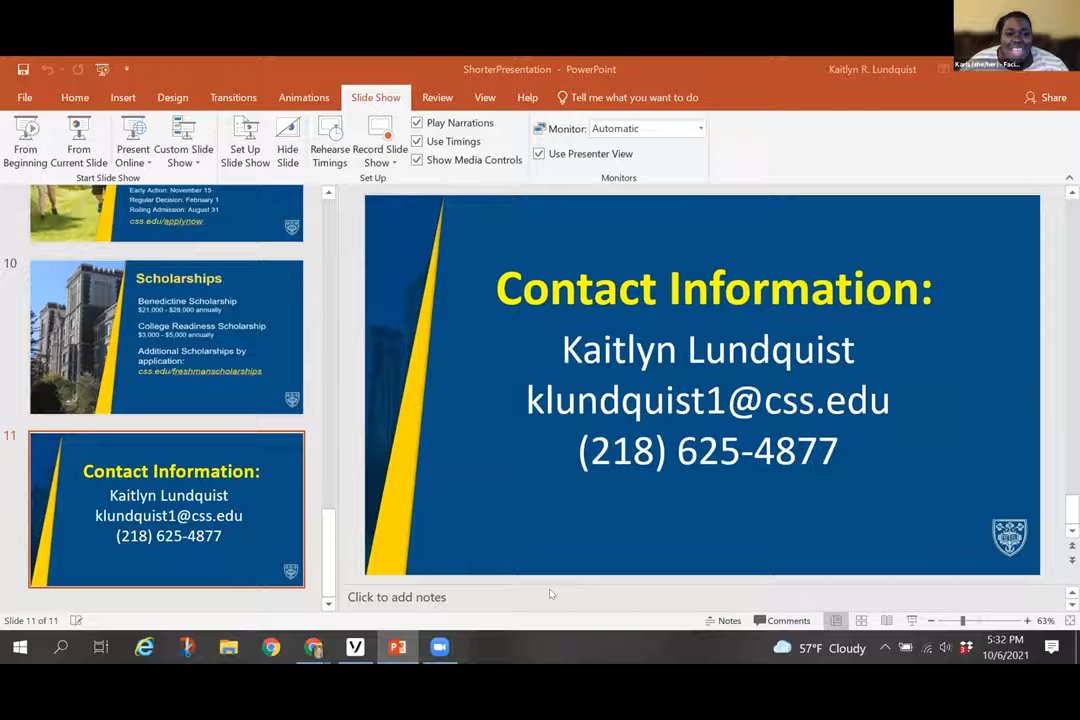 Karis (she/her) - Faci...
ShorterPresentation - PowerPoint
Kaitlyn R. Lundquist
File Home Insert Design Transitions Animations Slide Show Review View Help Tell me what you want to do Share
From Beginning
From Current Slide
Present Online
Custom Slide Show
Start Slide Show
Set Up Slide Show
Hide Slide
Rehearse Timings
Record Slide Show
Play Narrations
Use Timings
Show Media Controls
Set Up
Monitor: Automatic
Use Presenter View
Monitors
Early Action: November 15
Regular Decision: February 1
Rolling Admission: August 31
css.edu/applynow
10
Scholarships
Benedictine Scholarship
$21,000 - $28,000 annually
College Readiness Scholarship
$3,000 - $5,000 annually
Additional Scholarships by
application:
css.edu/freshmanscholarships
11
Contact Information:
Kaitlyn Lundquist
klundquist1@css.edu
(218) 625-4877
Contact Information:
Kaitlyn Lundquist
klundquist1@css.edu
(218) 625-4877
Click to add notes
Slide 11 of 11
Notes
Comments
63%
57°F Cloudy
5:32 PM
10/6/2021